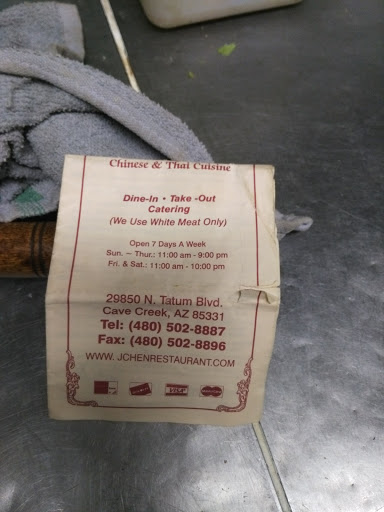 Chinese & Thai Cuisine
Dine-In • Take -Out
Catering
(We Use White Meat Only)
Open 7 Days A Week
Sun. ~ Thur.: 11:00 am - 9:00 pm
Fri. & Sat.: 11:00 am - 10:00 pm
29850 N. Tatum Blvd.
Cave Creek, AZ 85331
Tel: (480) 502-8887
Fax: (480) 502-8896
WWW. JCHENRESTAURANT.COM